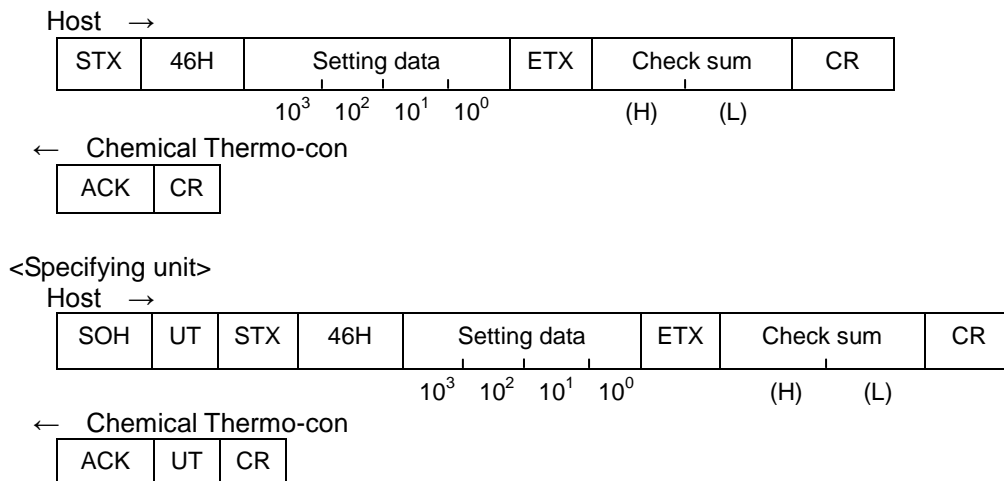 Host →
STX 46H Setting data ETX Check sum CR
10³ 10² 10¹ 10⁰ (H) (L)
← Chemical Thermo-con
ACK CR
<Specifying unit>
Host →
SOH UT STX 46H Setting data ETX Check sum CR
10³ 10² 10¹ 10⁰ (H) (L)
← Chemical Thermo-con
ACK UT CR